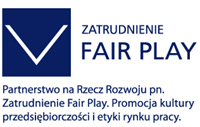 ZATRUDNIENIE
FAIR PLAY
Partnerstwo na Rzecz Rozwoju pn.
Zatrudnienie Fair Play. Promocja kultury
przedsiębiorczości i etyki rynku pracy.